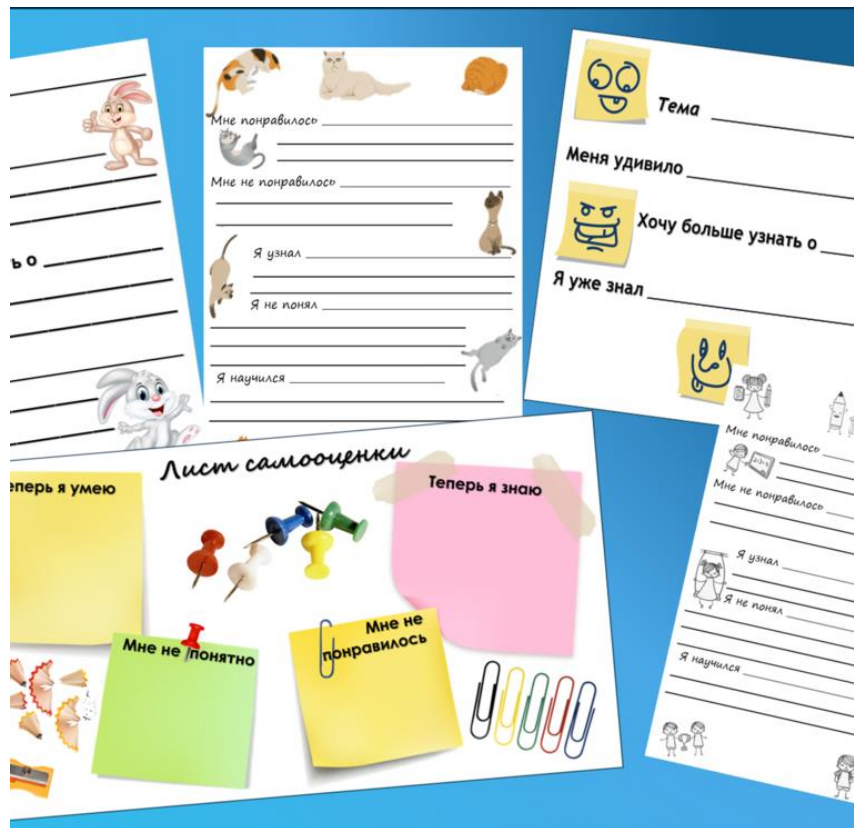 ь о
Мне понравилось
Мне не понравилось
Я узнал
Я не понял
Я научился
Тема
Меня удивило
Хочу больше узнать о
Я уже знал
Лист самооценки
еперь я умею
Теперь я знаю
Мне не понятно
Мне не
понравилось
Мне понравилось
Мне не понравилось
Я узнал
Я не понял
Я научился